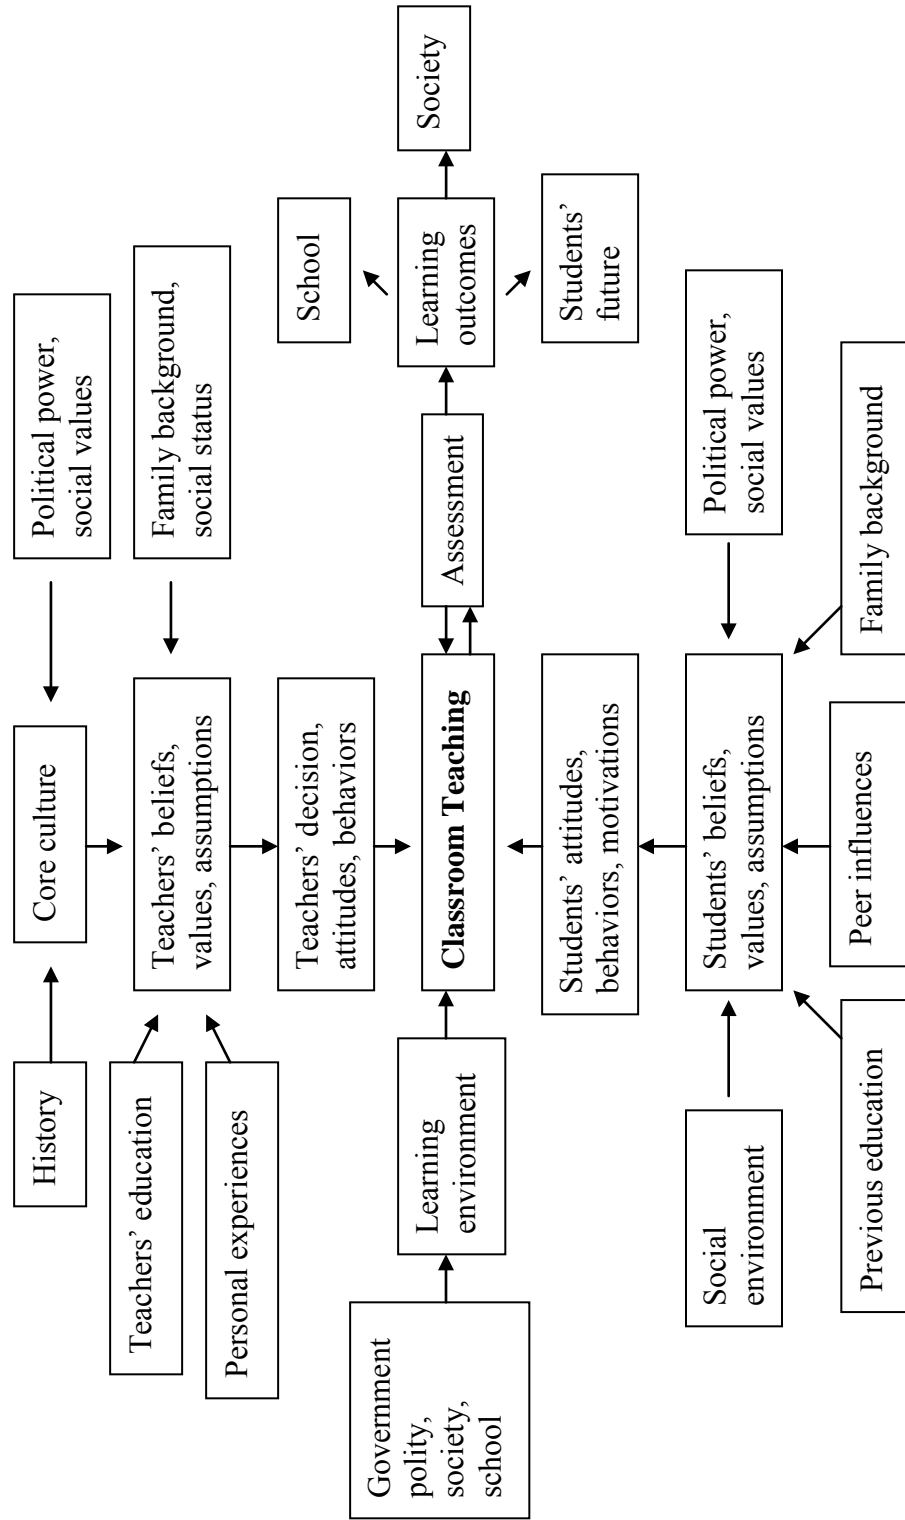 History
Core culture
Political power,
social values
Teachers’ education
Personal experiences
Teachers’ beliefs,
values, assumptions
Family background,
social status
Teachers’ decision,
attitudes, behaviors
Government
polity,
society,
school
Learning
environment
Classroom Teaching
Assessment
Learning
outcomes
School
Society
Students’
future
Students’ attitudes,
behaviors, motivations
Social
environment
Students’ beliefs,
values, assumptions
Political power,
social values
Previous education
Peer influences
Family background